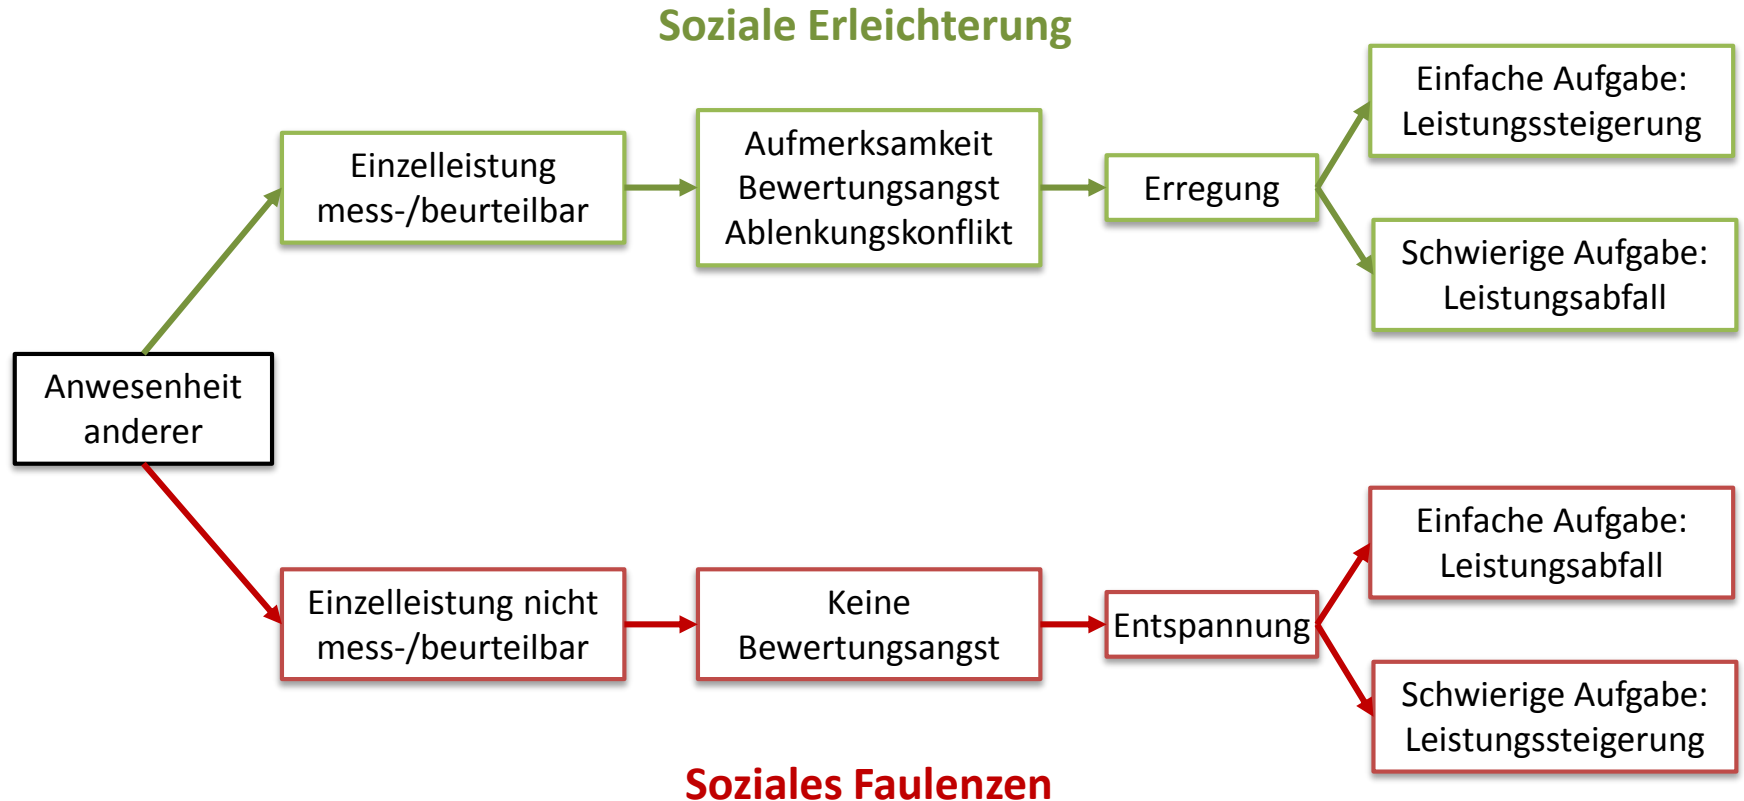 Soziale Erleichterung
Anwesenheit
anderer
Einzelleistung
mess-/beurteilbar
Aufmerksamkeit
Bewertungsangst
Ablenkungskonflikt
Erregung
Einfache Aufgabe:
Leistungssteigerung
Schwierige Aufgabe:
Leistungsabfall
Einzelleistung nicht
mess-/beurteilbar
Keine
Bewertungsangst
Entspannung
Einfache Aufgabe:
Leistungsabfall
Schwierige Aufgabe:
Leistungssteigerung
Soziales Faulenzen